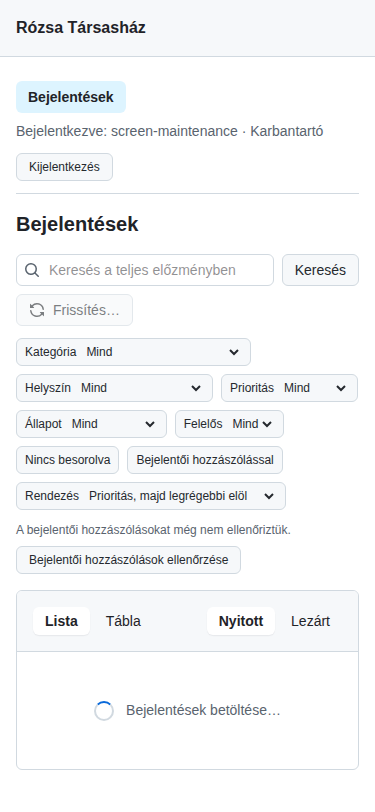 Rózsa Társasház
Bejelentések
Bejelentkezve: screen-maintenance · Karbantartó
Kijelentkezés
Bejelentések
Keresés a teljes előzményben Keresés
Frissítés…
Kategória Mind
Helyszín Mind Prioritás Mind
Állapot Mind Felelős Mind
Nincs besorolva Bejelentői hozzászólással
Rendezés Prioritás, majd legrégebbi elöl
A bejelentői hozzászólásokat még nem ellenőriztük.
Bejelentői hozzászólások ellenőrzése
Lista Tábla Nyitott Lezárt
Bejelentések betöltése…